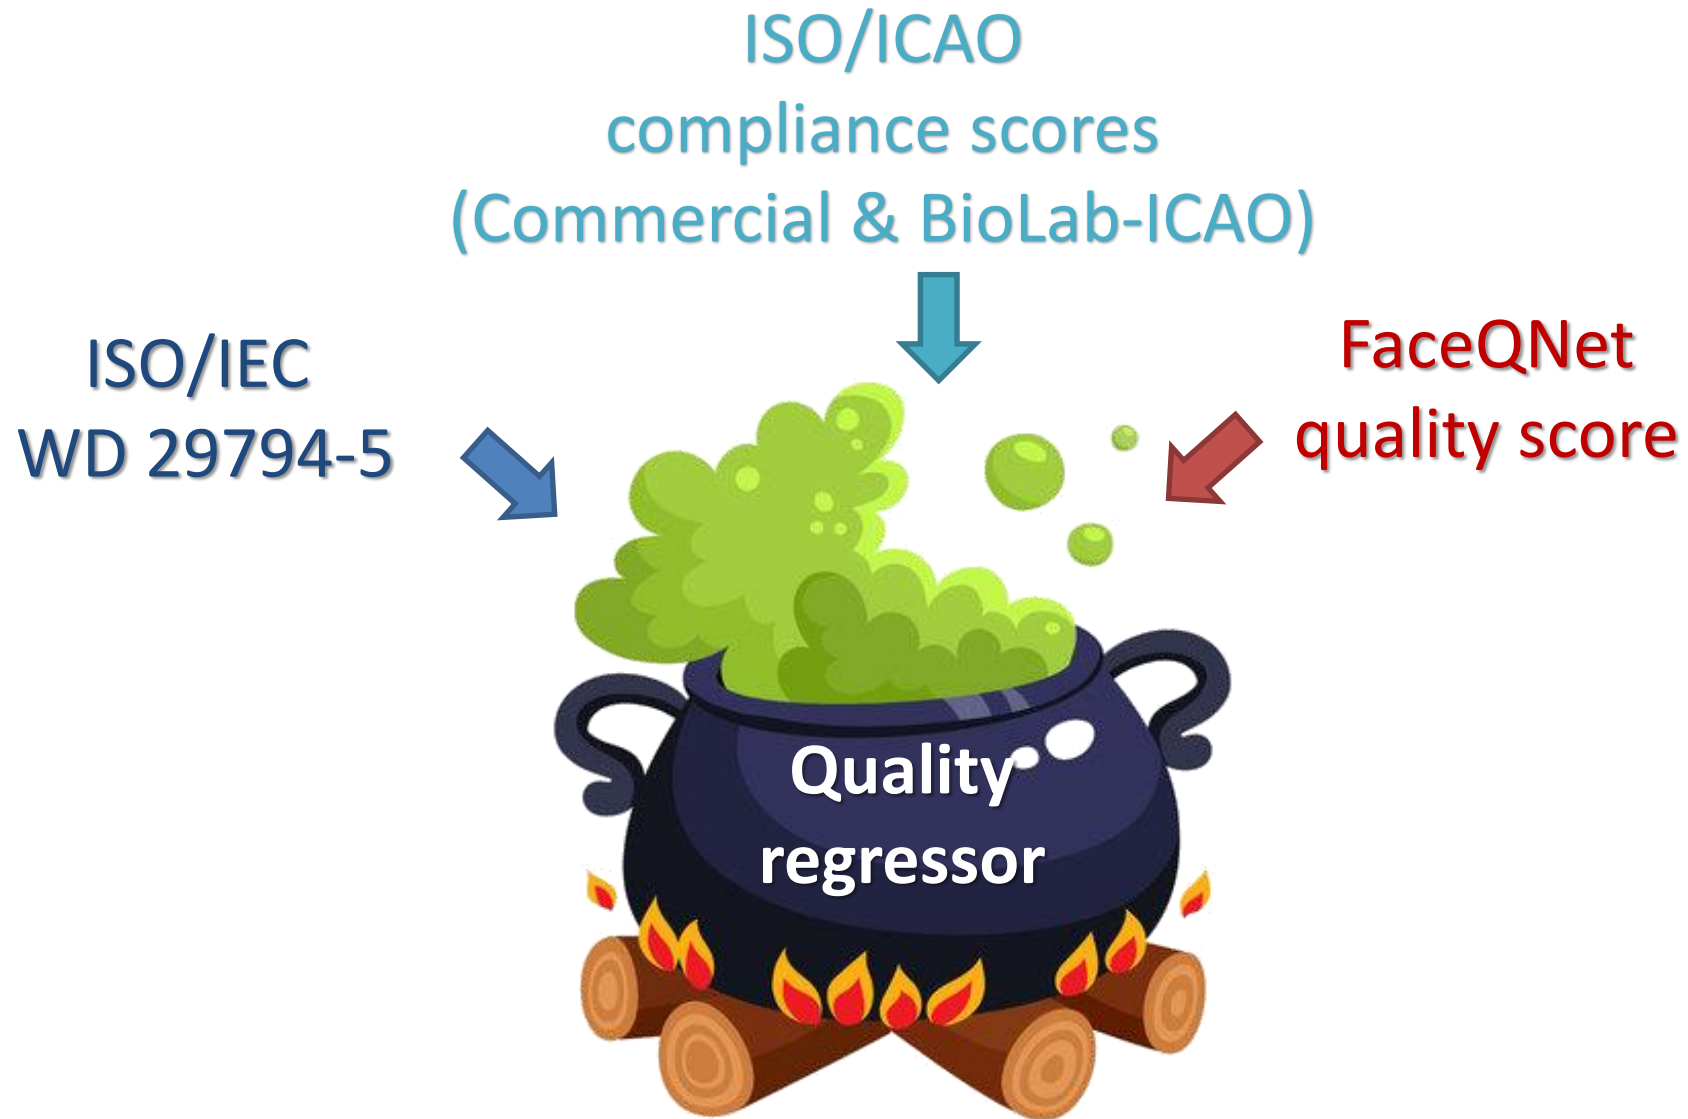 ISO/ICAO
compliance scores
(Commercial & BioLab-ICAO)
ISO/IEC
WD 29794-5
FaceQNet
quality score
Quality
regressor